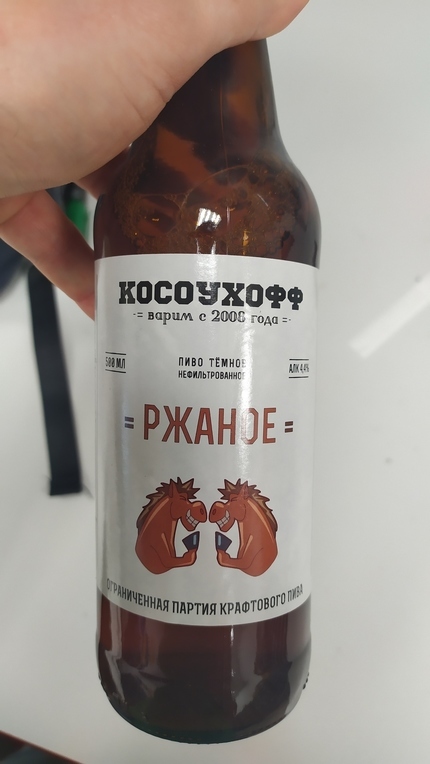 КОСОУХОФФ
-= варим с 2008 года =-
500 МЛ
ПИВО ТЁМНОЕ
НЕФИЛЬТРОВАННОЕ
АЛК 4,4%
= РЖАНОЕ =
ОГРАНИЧЕННАЯ ПАРТИЯ КРАФТОВОГО ПИВА